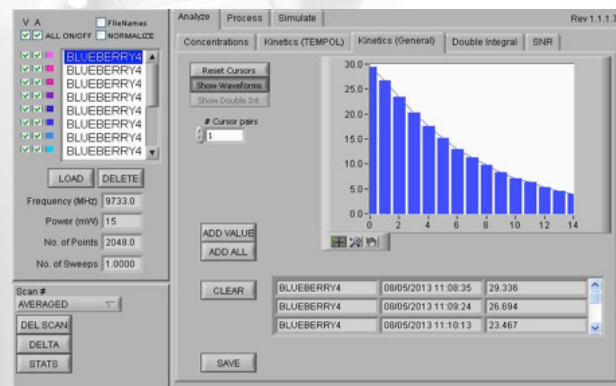 V A
FileNames
ALL ON/OFF
NORMALIZE
BLUEBERRY4
BLUEBERRY4
BLUEBERRY4
BLUEBERRY4
BLUEBERRY4
BLUEBERRY4
BLUEBERRY4
BLUEBERRY4
LOAD
DELETE
Frequency (MHz) 9733.0
Power (mW) 15
No. of Points 2048.0
No. of Sweeps 1.0000
Scan #
AVERAGED
DEL SCAN
DELTA
STATS
Analyze Process Simulate
Rev 1.1.1.7
Concentrations Kinetics (TEMPOL) Kinetics (General) Double Integral SNR
Reset Cursors
Show Waveforms
Show Double Int
# Cursor pairs
1
30.0
25.0
20.0
15.0
10.0
5.0
0.0
0 2 4 6 8 10 12 14
ADD VALUE
ADD ALL
CLEAR
BLUEBERRY4 08/05/2013 11:08:35 29.336
BLUEBERRY4 08/05/2013 11:09:24 26.694
BLUEBERRY4 08/05/2013 11:10:13 23.467
SAVE